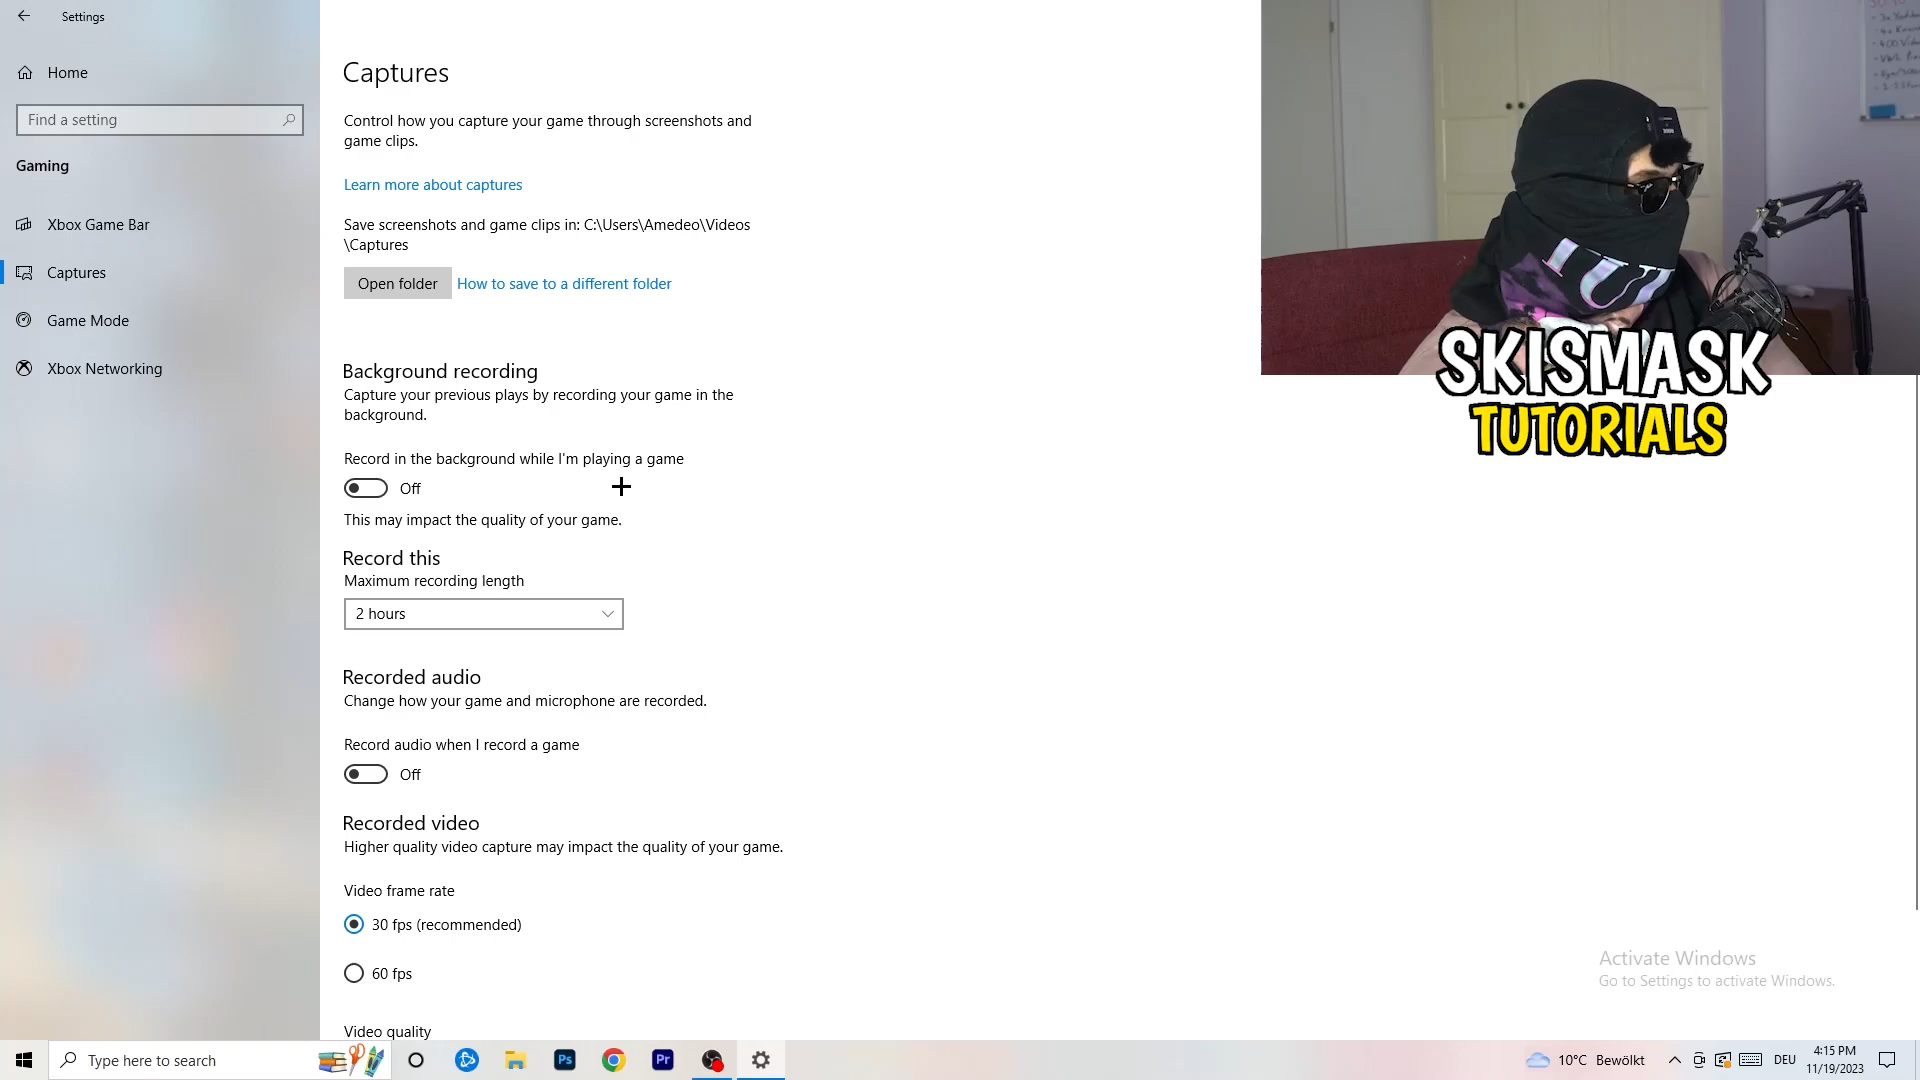 Settings
Home
Find a setting
Gaming
Xbox Game Bar
Captures
Game Mode
Xbox Networking
Captures
Control how you capture your game through screenshots and
game clips.
Learn more about captures
Save screenshots and game clips in: C:\Users\Amedeo\Videos
\Captures
Open folder
How to save to a different folder
Background recording
Capture your previous plays by recording your game in the
background.
Record in the background while I'm playing a game
Off
This may impact the quality of your game.
Record this
Maximum recording length
2 hours
Recorded audio
Change how your game and microphone are recorded.
Record audio when I record a game
Off
Recorded video
Higher quality video capture may impact the quality of your game.
Video frame rate
30 fps (recommended)
60 fps
Video quality
SKISMASK
TUTORIALS
Activate Windows
Go to Settings to activate Windows.
Type here to search
Ps
Pr
10°C Bewölkt
DEU
4:15 PM
11/19/2023